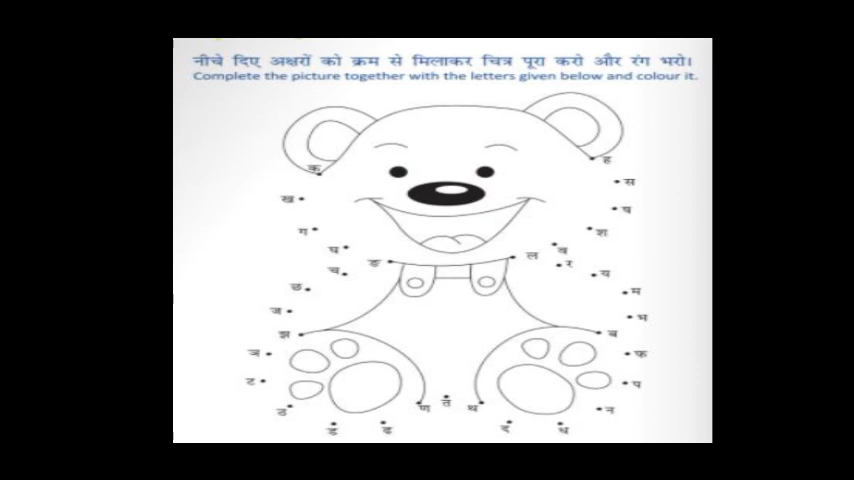 नीचे दिए अक्षरों को क्रम से मिलाकर चित्र पूरा करो और रंग भरो।
Complete the picture together with the letters given below and colour it.
क ह
ख स
ग ष
घ श
ङ व
च ल र
छ य
ज म
झ भ
ञ ब
ट फ
ठ प
ड न
ढ ध
ण त थ द